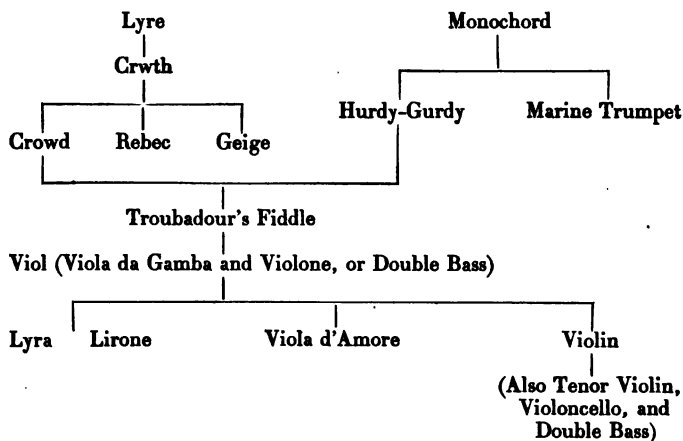 Lyre Monochord
Crwth
Hurdy-Gurdy Marine Trumpet
Crowd Rebec Geige
Troubadour's Fiddle
Viol (Viola da Gamba and Violone, or Double Bass)
Lyra Lirone Viola d'Amore Violin
(Also Tenor Violin,
Violoncello, and
Double Bass)